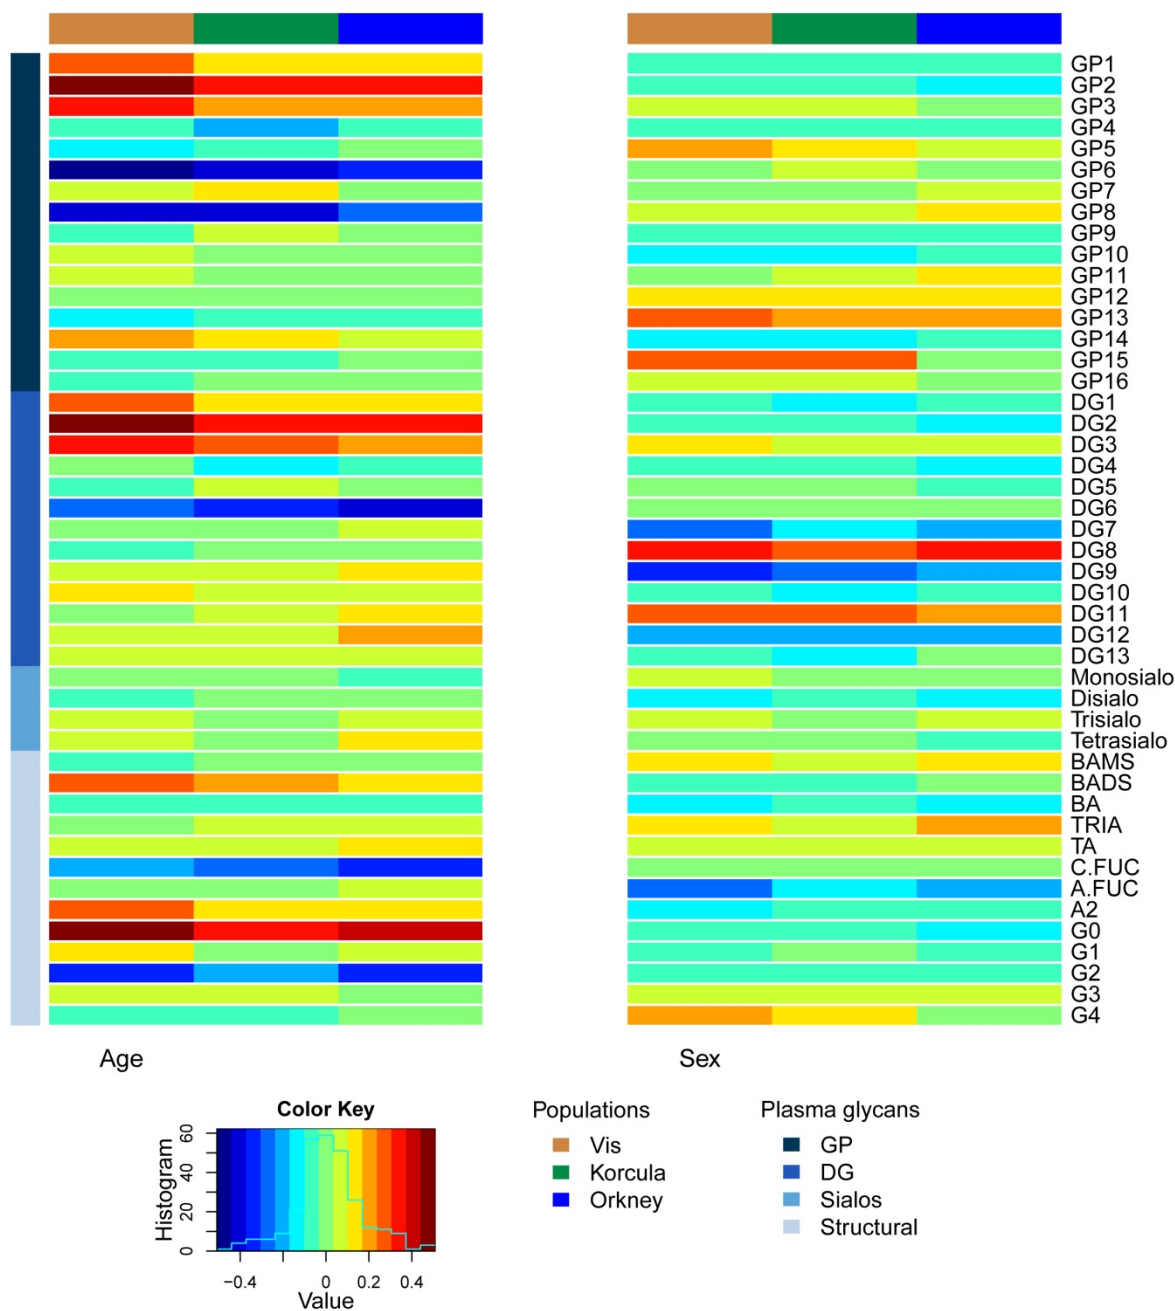 GP1
GP2
GP3
GP4
GP5
GP6
GP7
GP8
GP9
GP10
GP11
GP12
GP13
GP14
GP15
GP16
DG1
DG2
DG3
DG4
DG5
DG6
DG7
DG8
DG9
DG10
DG11
DG12
DG13
Monosialo
Disialo
Trisialo
Tetrasialo
BAMS
BADS
BA
TRIA
TA
C.FUC
A.FUC
A2
G0
G1
G2
G3
G4
Age
Sex
Color Key
Histogram
60
40
20
0
−0.4
0
0.2
0.4
Value
Populations
Vis
Korcula
Orkney
Plasma glycans
GP
DG
Sialos
Structural